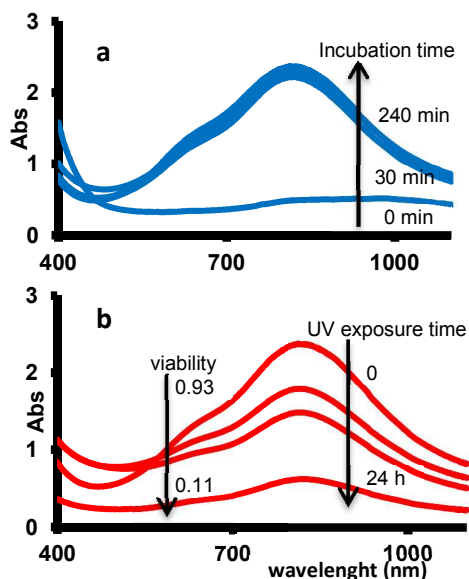 3
a
Incubation time
2
Abs
240 min
1
30 min
0 min
0
400
700
1000
3
b
UV exposure time
viability
2
0.93
0
Abs
1
0.11
24 h
0
400
700
1000
wavelenght (nm)